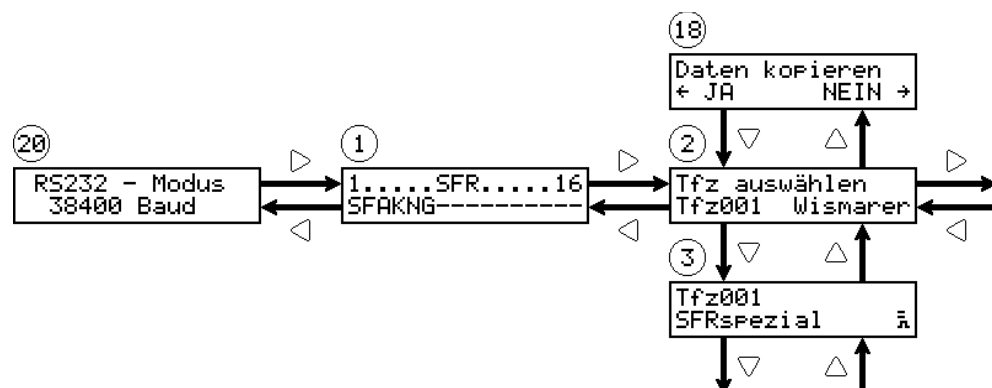 18
Daten kopieren
← JA NEIN →
20
1
2
RS232 - Modus
38400 Baud
1.....SFR.....16
SFAKNG----------
Tfz auswählen
Tfz001 Wismarer
3
Tfz001
SFRspezial